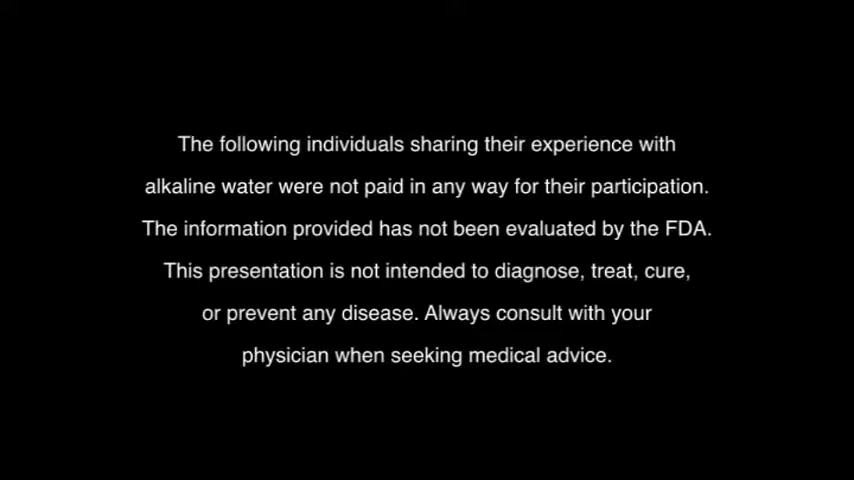 The following individuals sharing their experience with
alkaline water were not paid in any way for their participation.
The information provided has not been evaluated by the FDA.
This presentation is not intended to diagnose, treat, cure,
or prevent any disease. Always consult with your
physician when seeking medical advice.